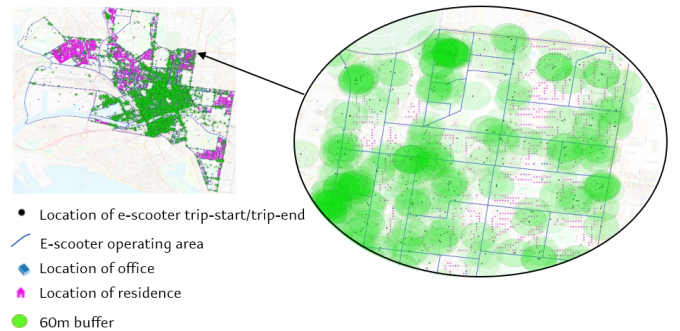 Location of e-scooter trip-start/trip-end
E-scooter operating area
Location of office
Location of residence
60m buffer